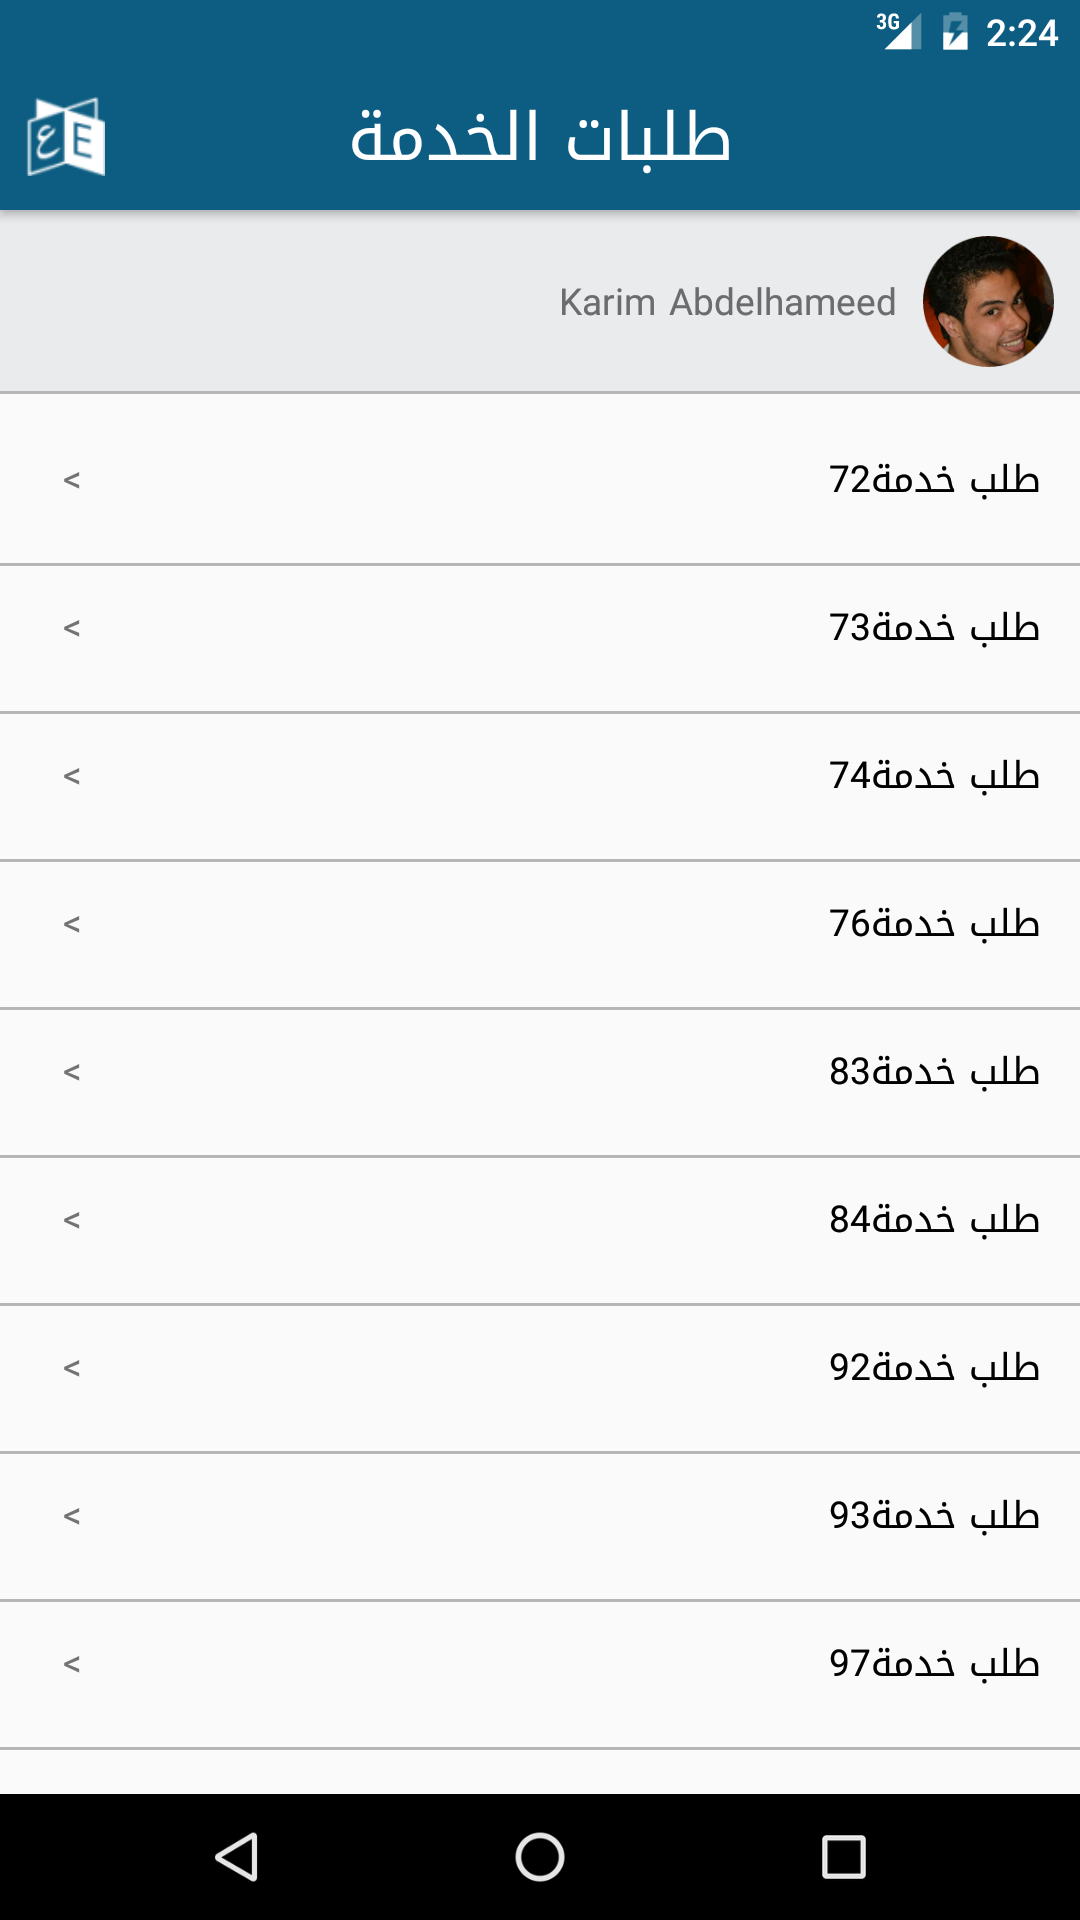 3G 2:24
ع E
طلبات الخدمة
Karim Abdelhameed
طلب خدمة72 <
طلب خدمة73 <
طلب خدمة74 <
طلب خدمة76 <
طلب خدمة83 <
طلب خدمة84 <
طلب خدمة92 <
طلب خدمة93 <
طلب خدمة97 <